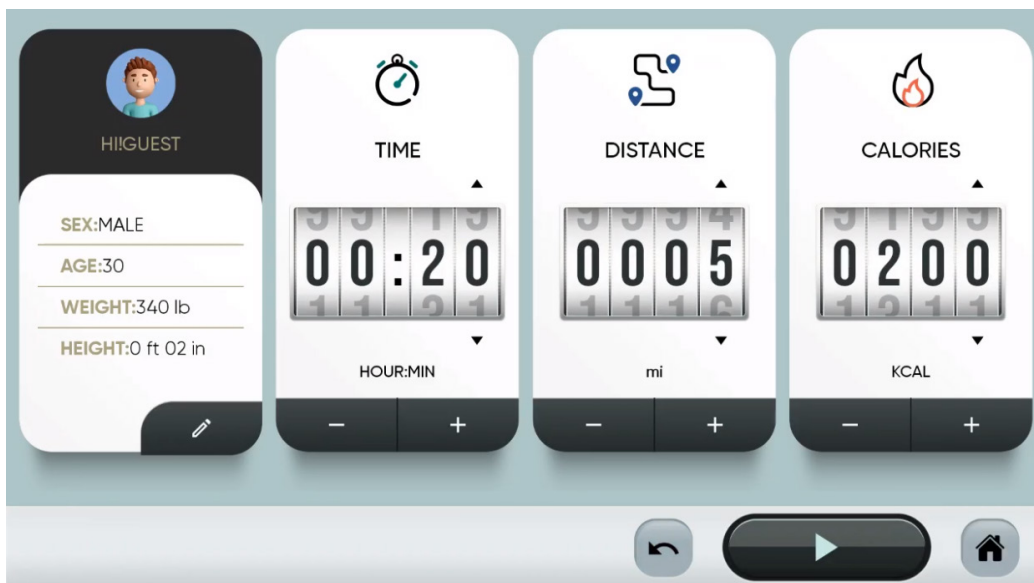 HI!GUEST
SEX:MALE
AGE:30
WEIGHT:340 lb
HEIGHT:0 ft 02 in
TIME
00:20
HOUR:MIN
− +
DISTANCE
0005
mi
− +
CALORIES
0200
KCAL
− +